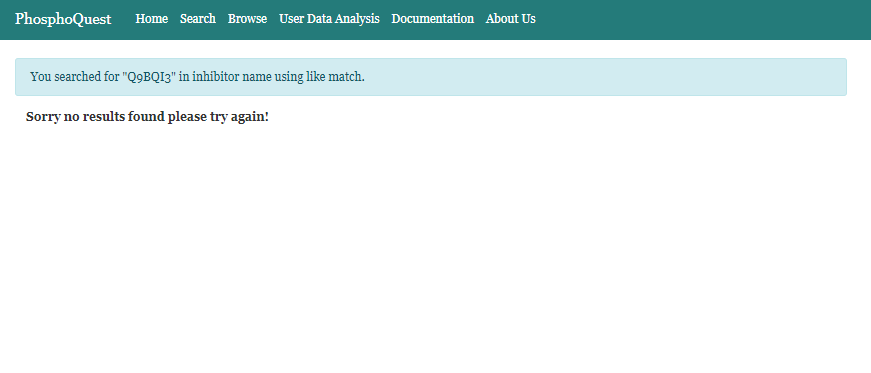 PhosphoQuest Home Search Browse User Data Analysis Documentation About Us
You searched for "Q9BQI3" in inhibitor name using like match.
Sorry no results found please try again!